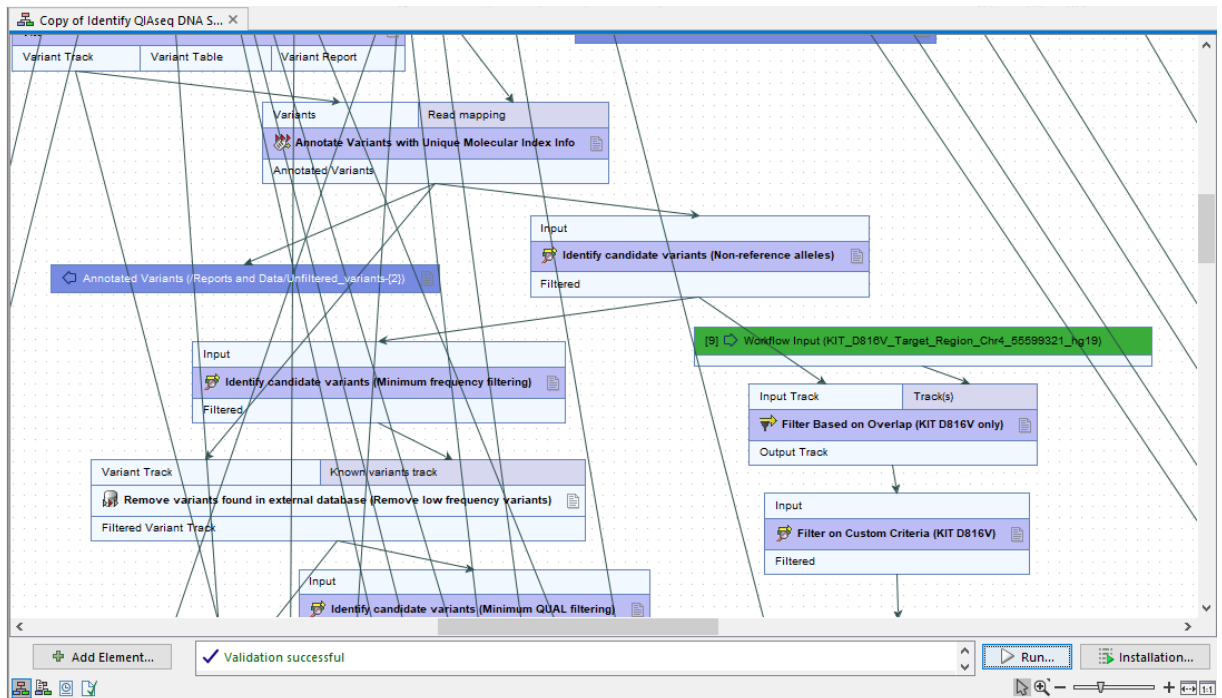 Copy of Identify QIAseq DNA S...
Variant Track Variant Table Variant Report
Variants Read mapping
Annotate Variants with Unique Molecular Index Info
Annotated Variants
Input
Identify candidate variants (Non-reference alleles)
Filtered
Annotated Variants (/Reports and Data/Unfiltered_variants-{2})
[9] Workflow Input (KIT_D816V_Target_Region_Chr4_55599321_hg19)
Input
Identify candidate variants (Minimum frequency filtering)
Filtered
Input Track Track(s)
Filter Based on Overlap (KIT D816V only)
Output Track
Variant Track Known variants track
Remove variants found in external database (Remove low frequency variants)
Filtered Variant Track
Input
Filter on Custom Criteria (KIT D816V)
Filtered
Input
Identify candidate variants (Minimum QUAL filtering)
Add Element...
Validation successful
Run...
Installation...
1:1